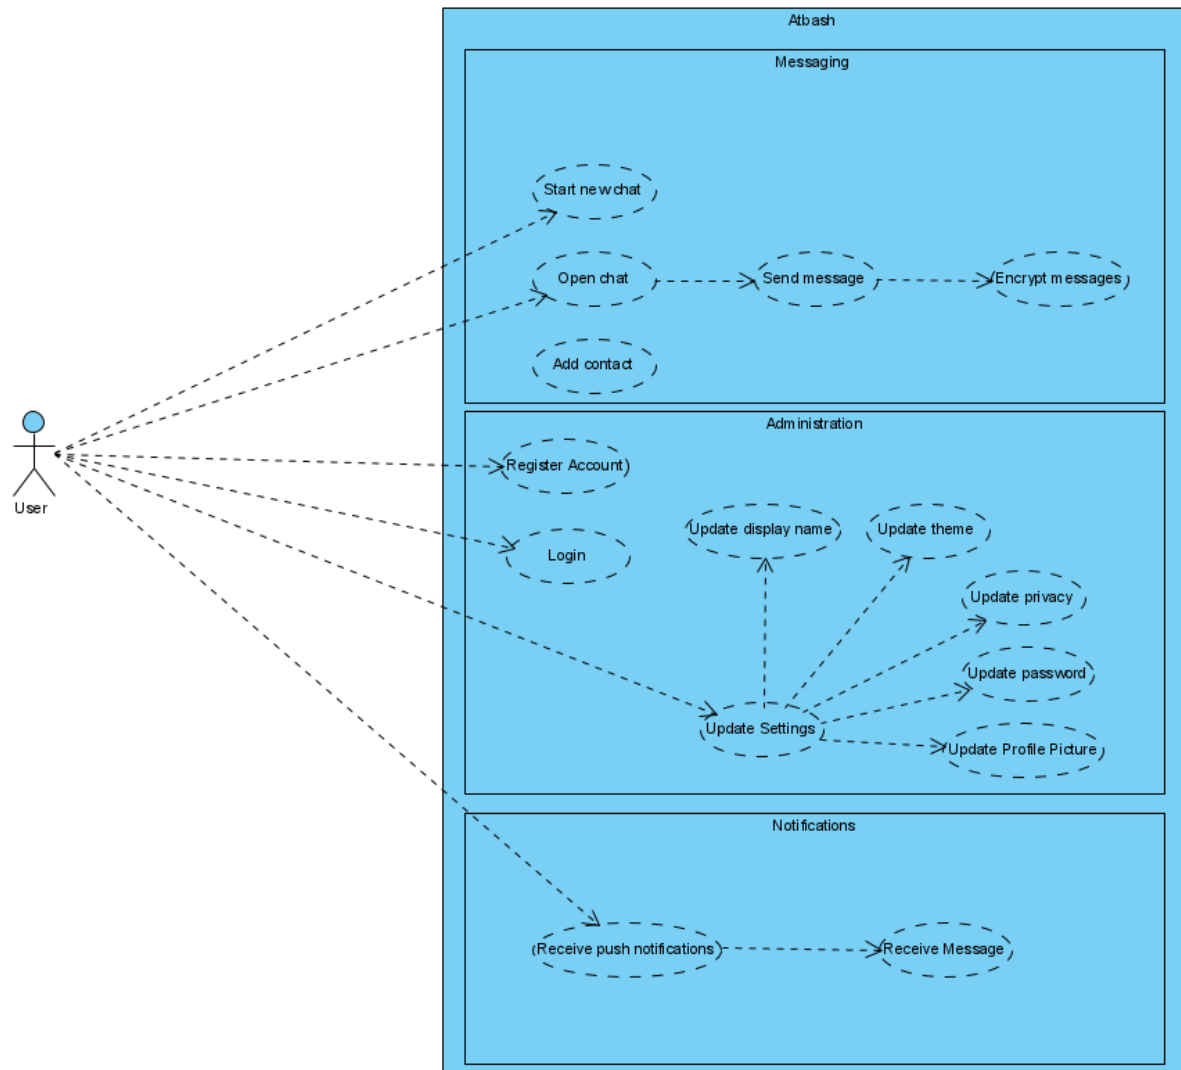 Atbash
Messaging
Start new chat
Open chat
Send message
Encrypt messages
Add contact
User
Administration
Register Account
Login
Update display name
Update theme
Update privacy
Update password
Update Settings
Update Profile Picture
Notifications
Receive push notifications
Receive Message